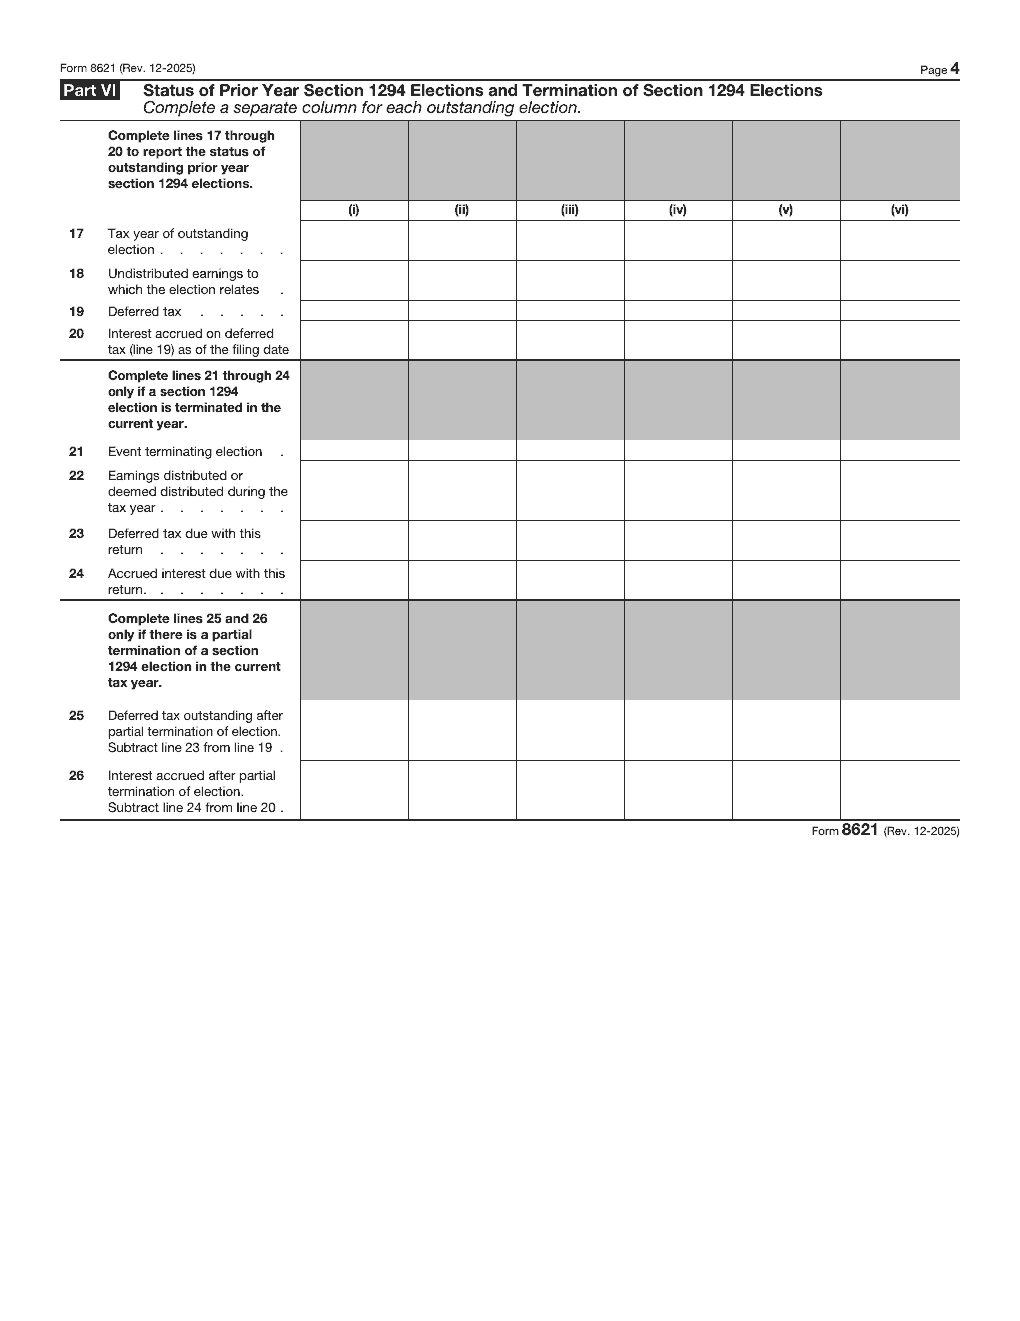 Form 8621 (Rev. 12-2025) Page 4
Part VI Status of Prior Year Section 1294 Elections and Termination of Section 1294 Elections
Complete a separate column for each outstanding election.
Complete lines 17 through
20 to report the status of
outstanding prior year
section 1294 elections.
(i) (ii) (iii) (iv) (v) (vi)
17 Tax year of outstanding
election . . . . . . .
18 Undistributed earnings to
which the election relates .
19 Deferred tax . . . . .
20 Interest accrued on deferred
tax (line 19) as of the filing date
Complete lines 21 through 24
only if a section 1294
election is terminated in the
current year.
21 Event terminating election .
22 Earnings distributed or
deemed distributed during the
tax year . . . . . . .
23 Deferred tax due with this
return . . . . . . .
24 Accrued interest due with this
return. . . . . . . .
Complete lines 25 and 26
only if there is a partial
termination of a section
1294 election in the current
tax year.
25 Deferred tax outstanding after
partial termination of election.
Subtract line 23 from line 19 .
26 Interest accrued after partial
termination of election.
Subtract line 24 from line 20 .
Form 8621 (Rev. 12-2025)